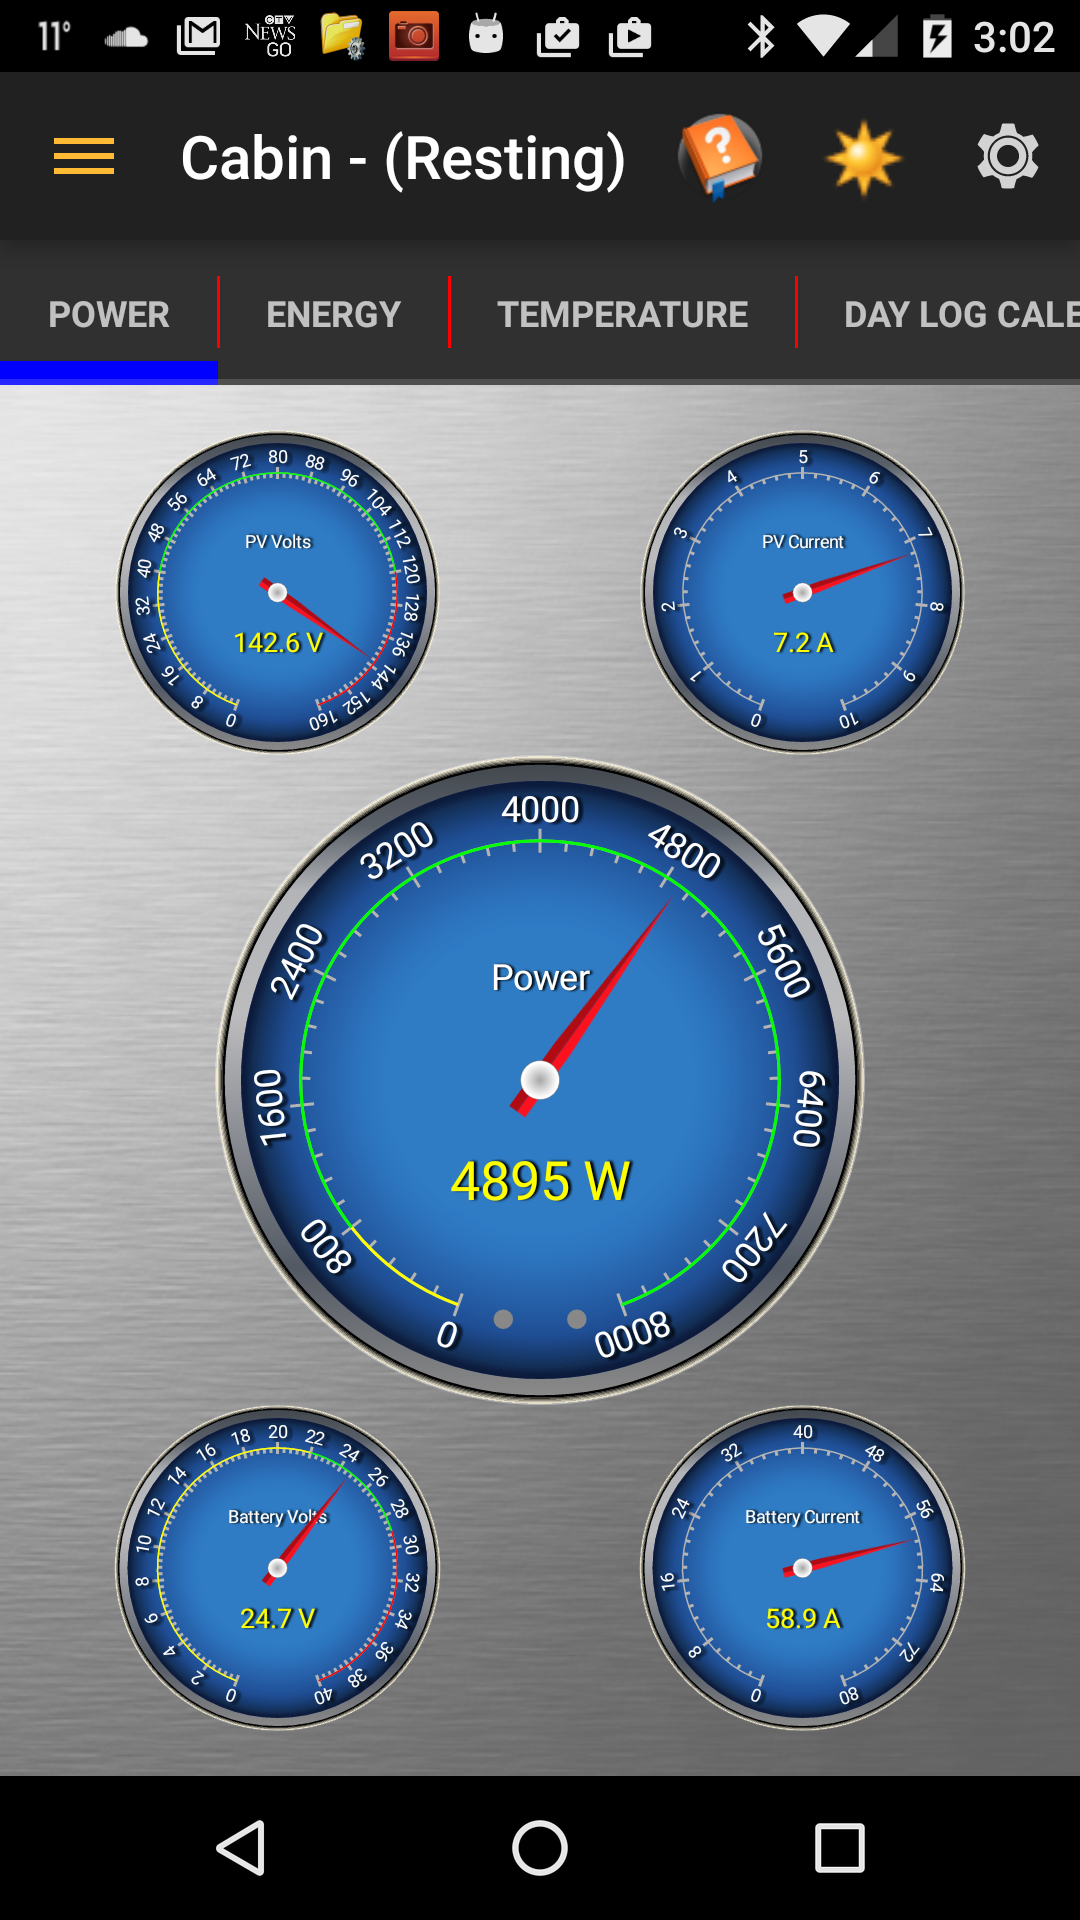 11°
CTV
NEWS
GO
3:02
Cabin - (Resting)
?
POWER
ENERGY
TEMPERATURE
DAY LOG CALE
0 8 16 24 32 40 48 56 64 72 80 88 96 104 112 120 128 136 144 152 160
PV Volts
142.6 V
0 1 2 3 4 5 6 7 8 9 10
PV Current
7.2 A
0 800 1600 2400 3200 4000 4800 5600 6400 7200 8000
Power
4895 W
0 2 4 6 8 10 12 14 16 18 20 22 24 26 28 30 32 34 36 38 40
Battery Volts
24.7 V
0 8 16 24 32 40 48 56 64 72 80
Battery Current
58.9 A